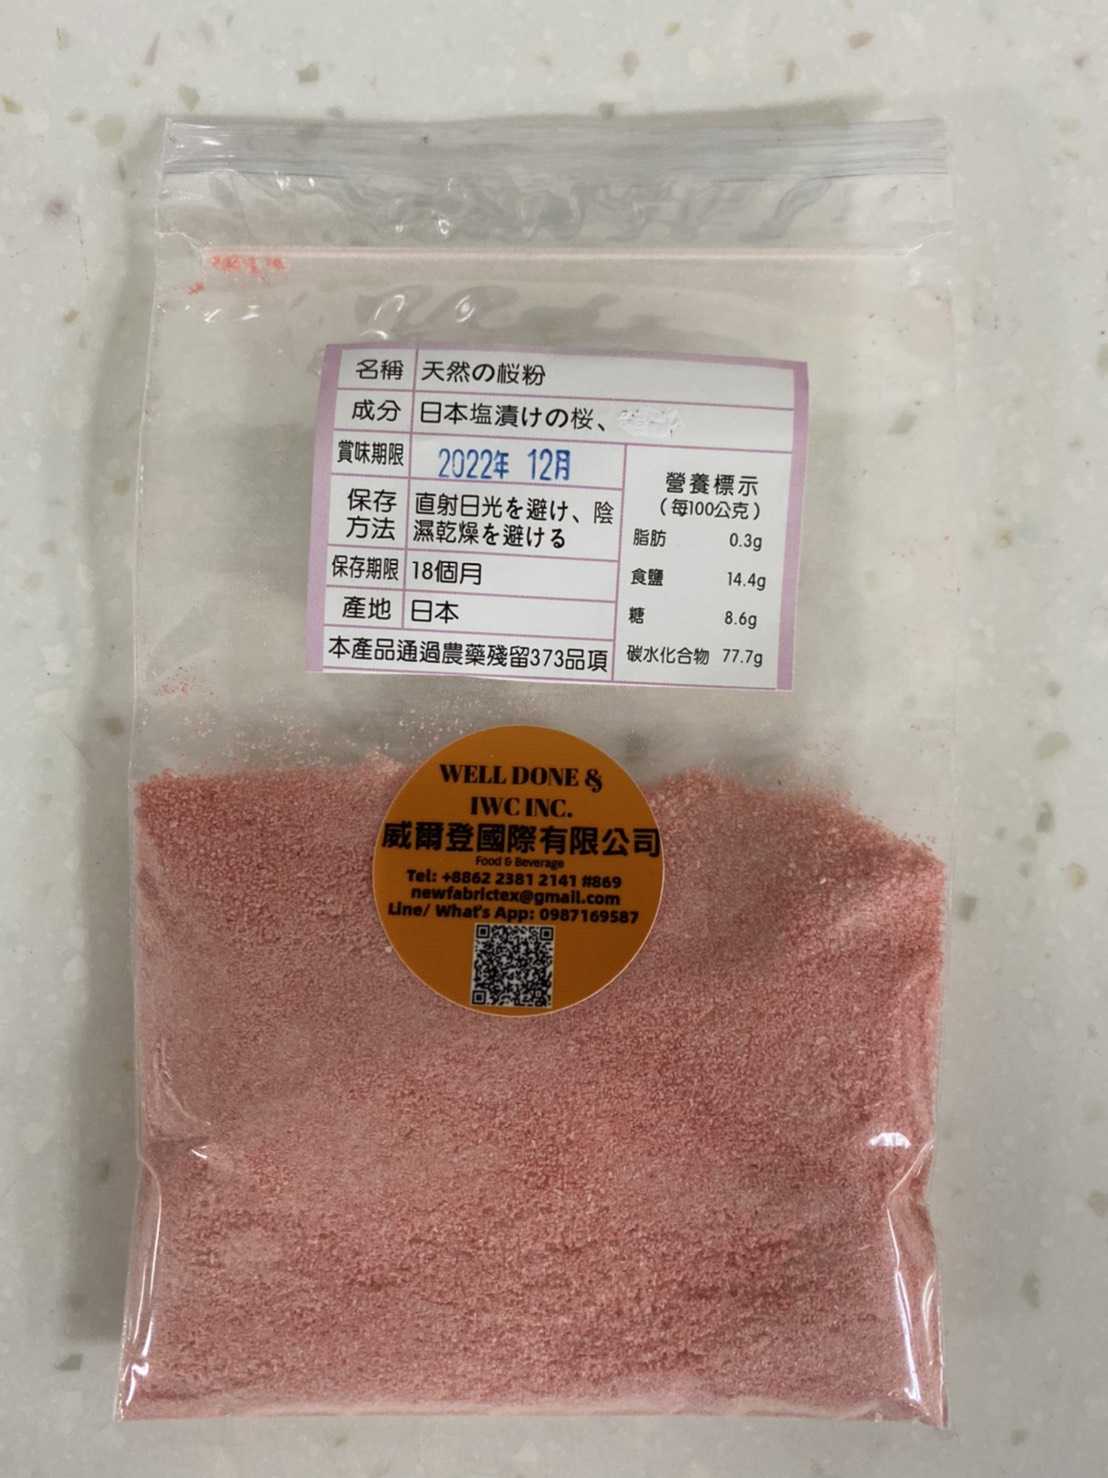 名稱 天然の桜粉
成分 日本塩漬けの桜、
賞味期限 2022年 12月
保存方法 直射日光を避け、陰
濕乾燥を避ける
保存期限 18個月
產地 日本
本產品通過農藥殘留373品項
營養標示
(每100公克)
脂肪 0.3g
食鹽 14.4g
糖 8.6g
碳水化合物 77.7g
WELL DONE &
IWC INC.
威爾登國際有限公司
Food & Beverage
Tel: +8862 2381 2141 #869
newfabrictex@gmail.com
Line/ What's App: 0987169587